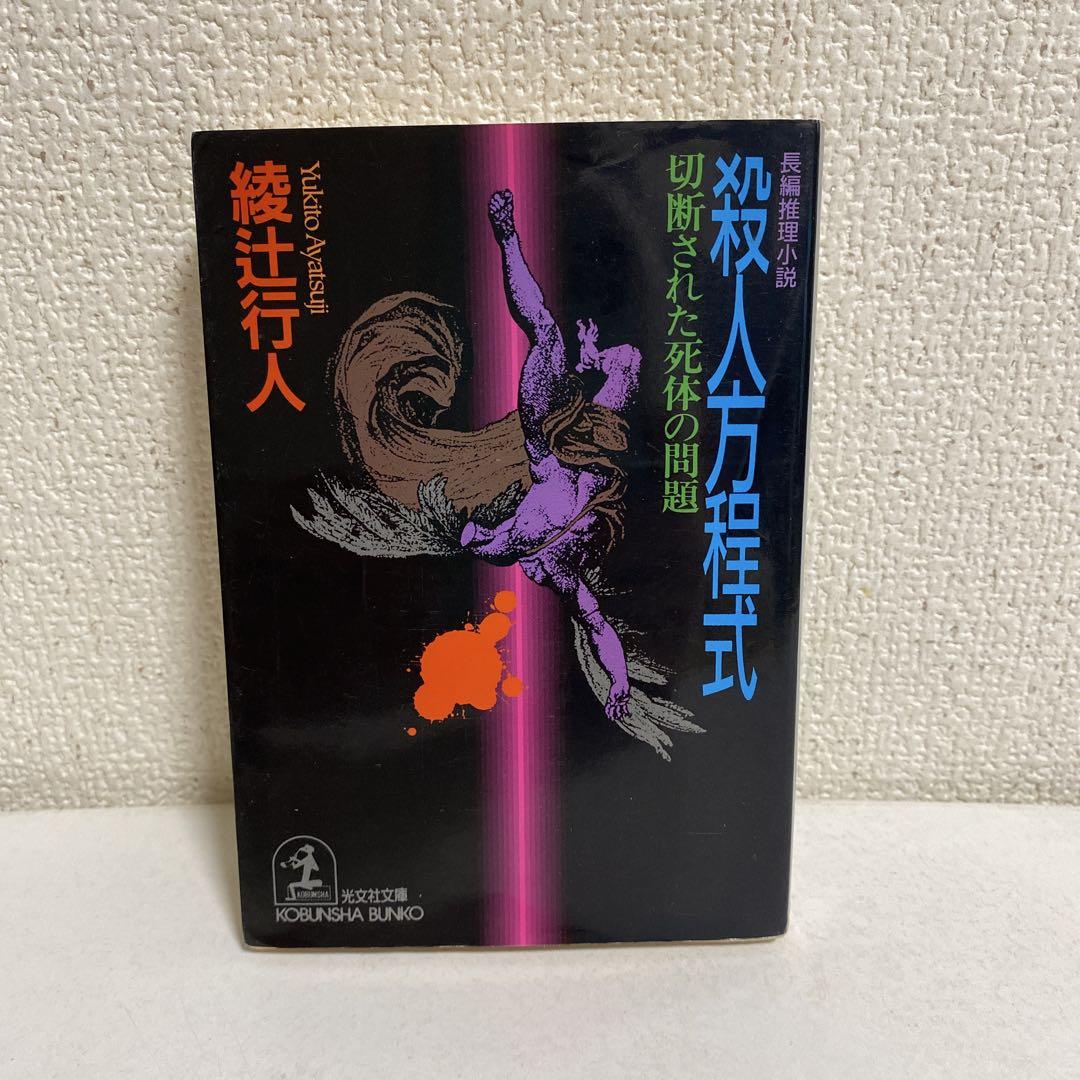 長編推理小説
殺人方程式
切断された死体の問題
Yukito Ayatsuji
綾辻行人
KOBUNSHA
光文社文庫
KOBUNSHA BUNKO